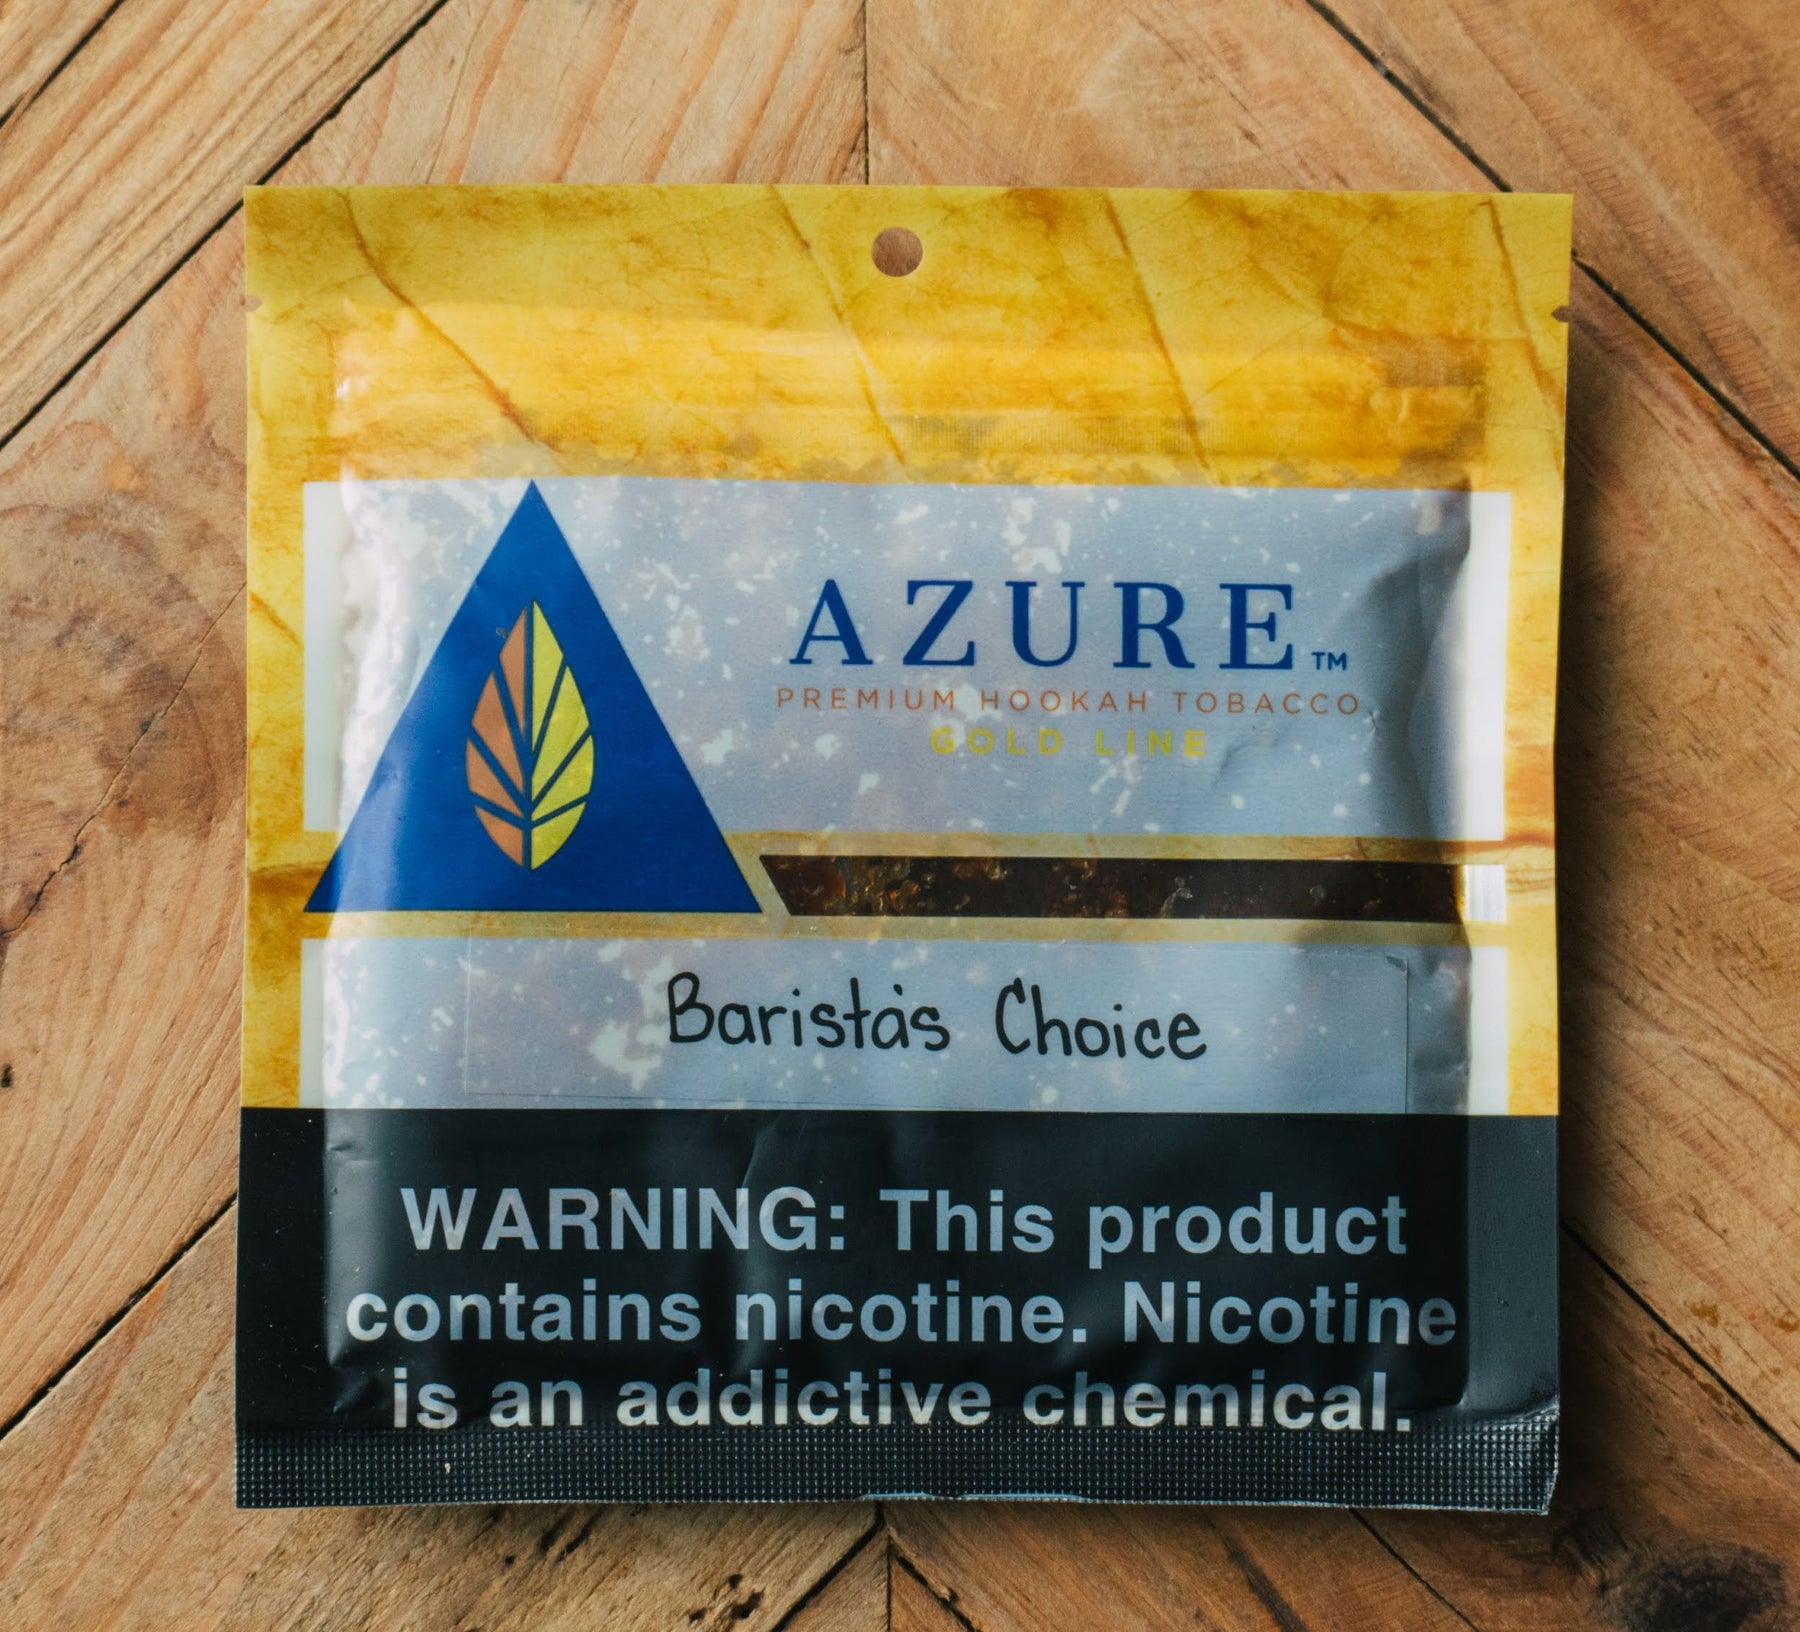 AZURE™
PREMIUM HOOKAH TOBACCO
GOLD LINE
Barista's Choice
WARNING: This product
contains nicotine. Nicotine
is an addictive chemical.